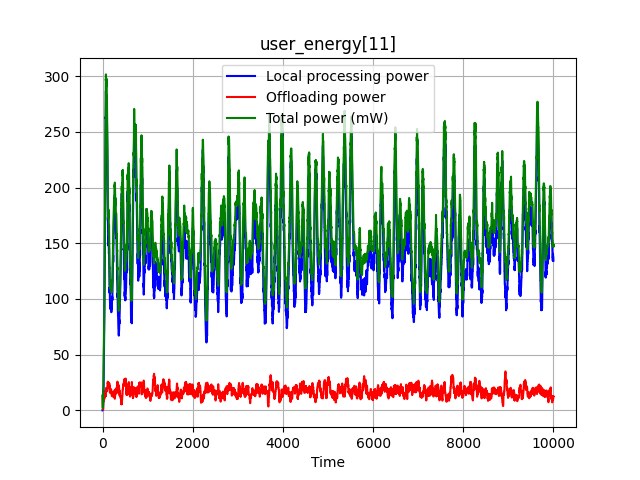 user_energy[11]
Local processing power
Offloading power
Total power (mW)
300
250
200
150
100
50
0
0 2000 4000 6000 8000 10000
Time